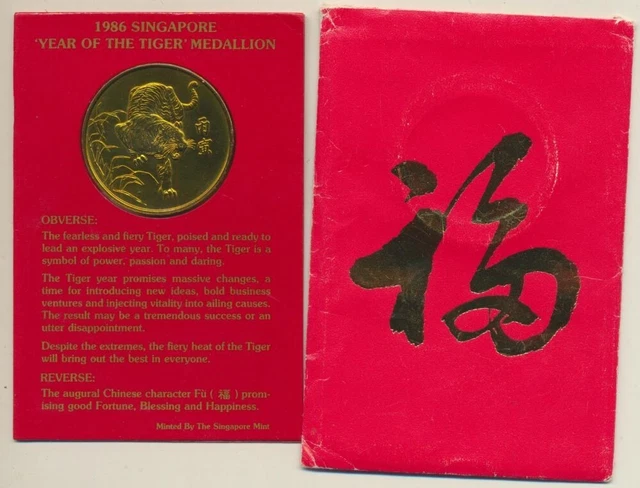 1986 SINGAPORE
'YEAR OF THE TIGER' MEDALLION
丙
寅
OBVERSE:
The fearless and fiery Tiger, poised and ready to
lead an explosive year. To many, the Tiger is a
symbol of power, passion and daring.
The Tiger year promises massive changes, a
time for introducing new ideas, bold business
ventures and injecting vitality into ailing causes.
The result may be a tremendous success or an
utter disappointment.
Despite the extremes, the fiery heat of the Tiger
will bring out the best in everyone.
REVERSE:
The augural Chinese character Fü ( 福 ) prom-
ising good Fortune, Blessing and Happiness.
Minted By The Singapore Mint
福